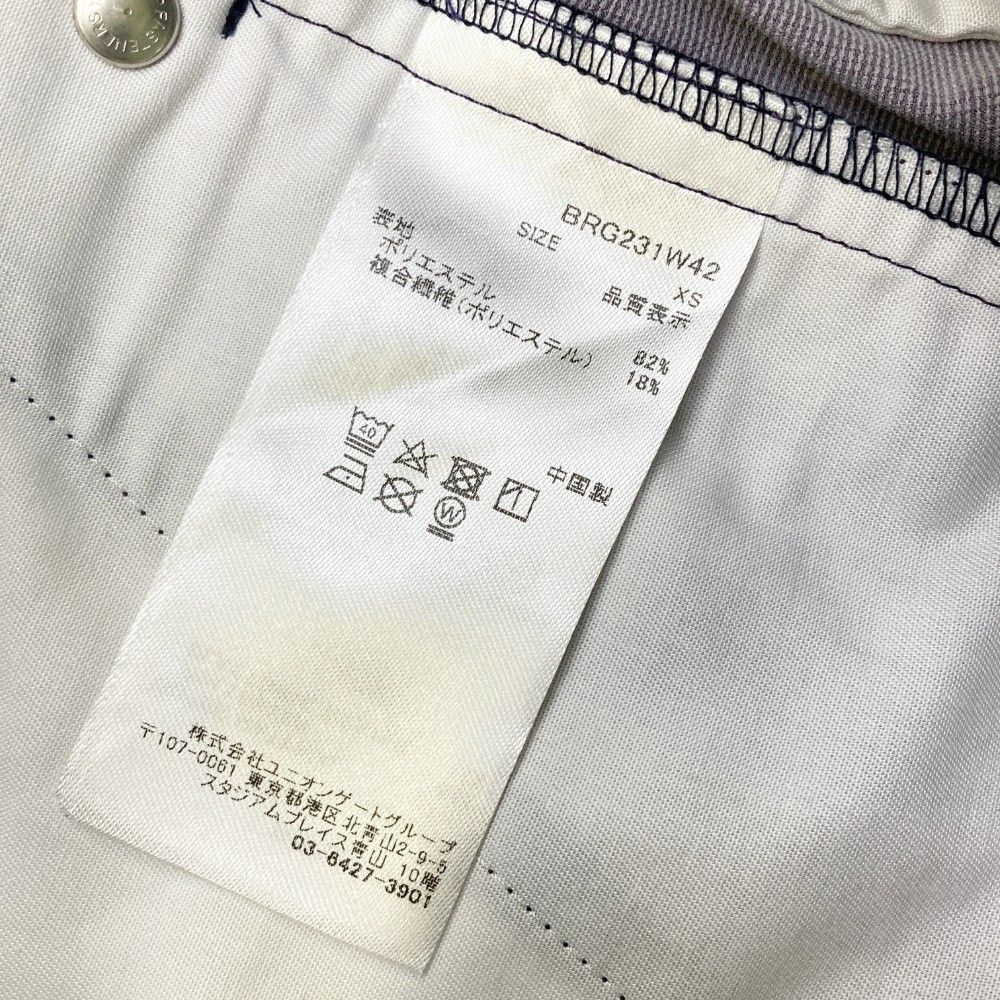 BRG231W42
SIZE XS
品質表示
表地
ポリエステル 82%
複合繊維(ポリエステル) 18%
40
W
中国製
株式会社ユニオンゲートグループ
〒107-0061 東京都港区北青山2-9-5
スタジアムプレイス青山 10階
03-6427-3901